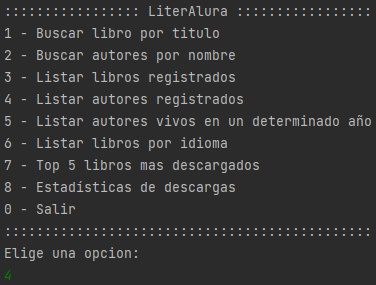 ::::::::::::::::: LiterAlura :::::::::::::::::
1 - Buscar libro por titulo
2 - Buscar autores por nombre
3 - Listar libros registrados
4 - Listar autores registrados
5 - Listar autores vivos en un determinado año
6 - Listar libros por idioma
7 - Top 5 libros mas descargados
8 - Estadísticas de descargas
0 - Salir
::::::::::::::::::::::::::::::::::::::::::::::
Elige una opcion:
4